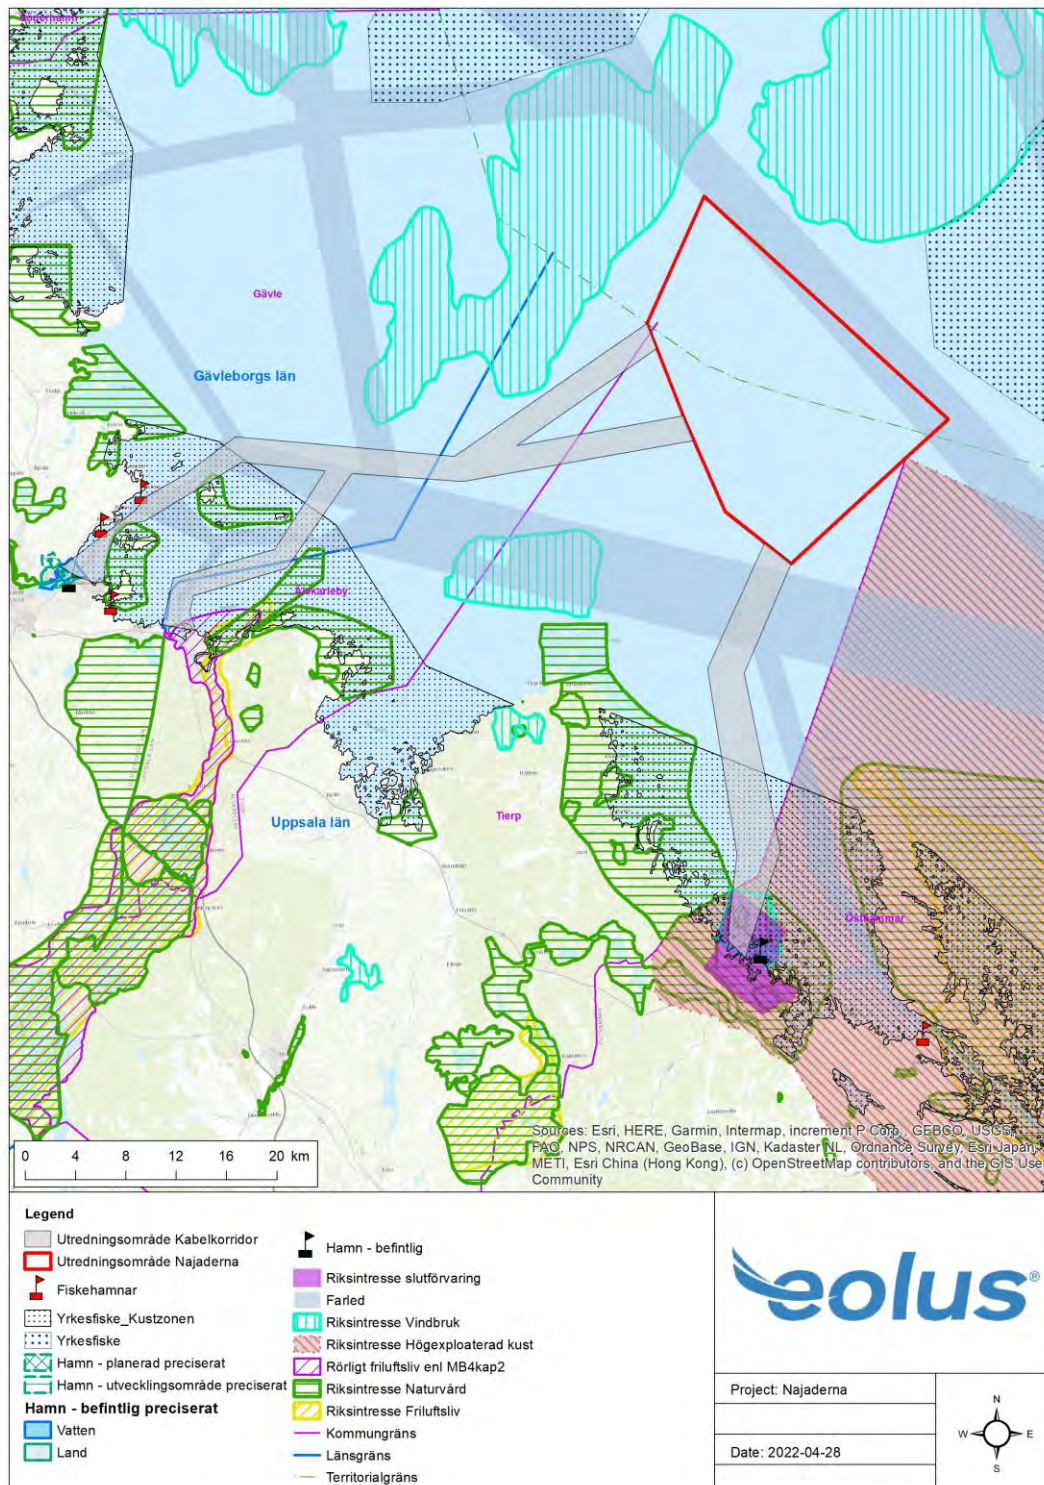 Söderhamn
Gävle
Gävleborgs län
Älvkarleby
Uppsala län
Tierp
Östhammar
Sources: Esri, HERE, Garmin, Intermap, increment P Corp., GEBCO, USGS,
FAO, NPS, NRCAN, GeoBase, IGN, Kadaster NL, Ordnance Survey, Esri Japan,
METI, Esri China (Hong Kong), (c) OpenStreetMap contributors, and the GIS User
Community
0 4 8 12 16 20 km
Legend
Utredningsområde Kabelkorridor
Utredningsområde Najaderna
Fiskehamnar
Yrkesfiske_Kustzonen
Yrkesfiske
Hamn - planerad preciserat
Hamn - utvecklingsområde preciserat
Hamn - befintlig preciserat
Vatten
Land
Hamn - befintlig
Riksintresse slutförvaring
Farled
Riksintresse Vindbruk
Riksintresse Högexploaterad kust
Rörligt friluftsliv enl MB4kap2
Riksintresse Naturvård
Riksintresse Friluftsliv
Kommungräns
Länsgräns
Territorialgräns
eolus®
Project: Najaderna
Date: 2022-04-28
N
W E
S